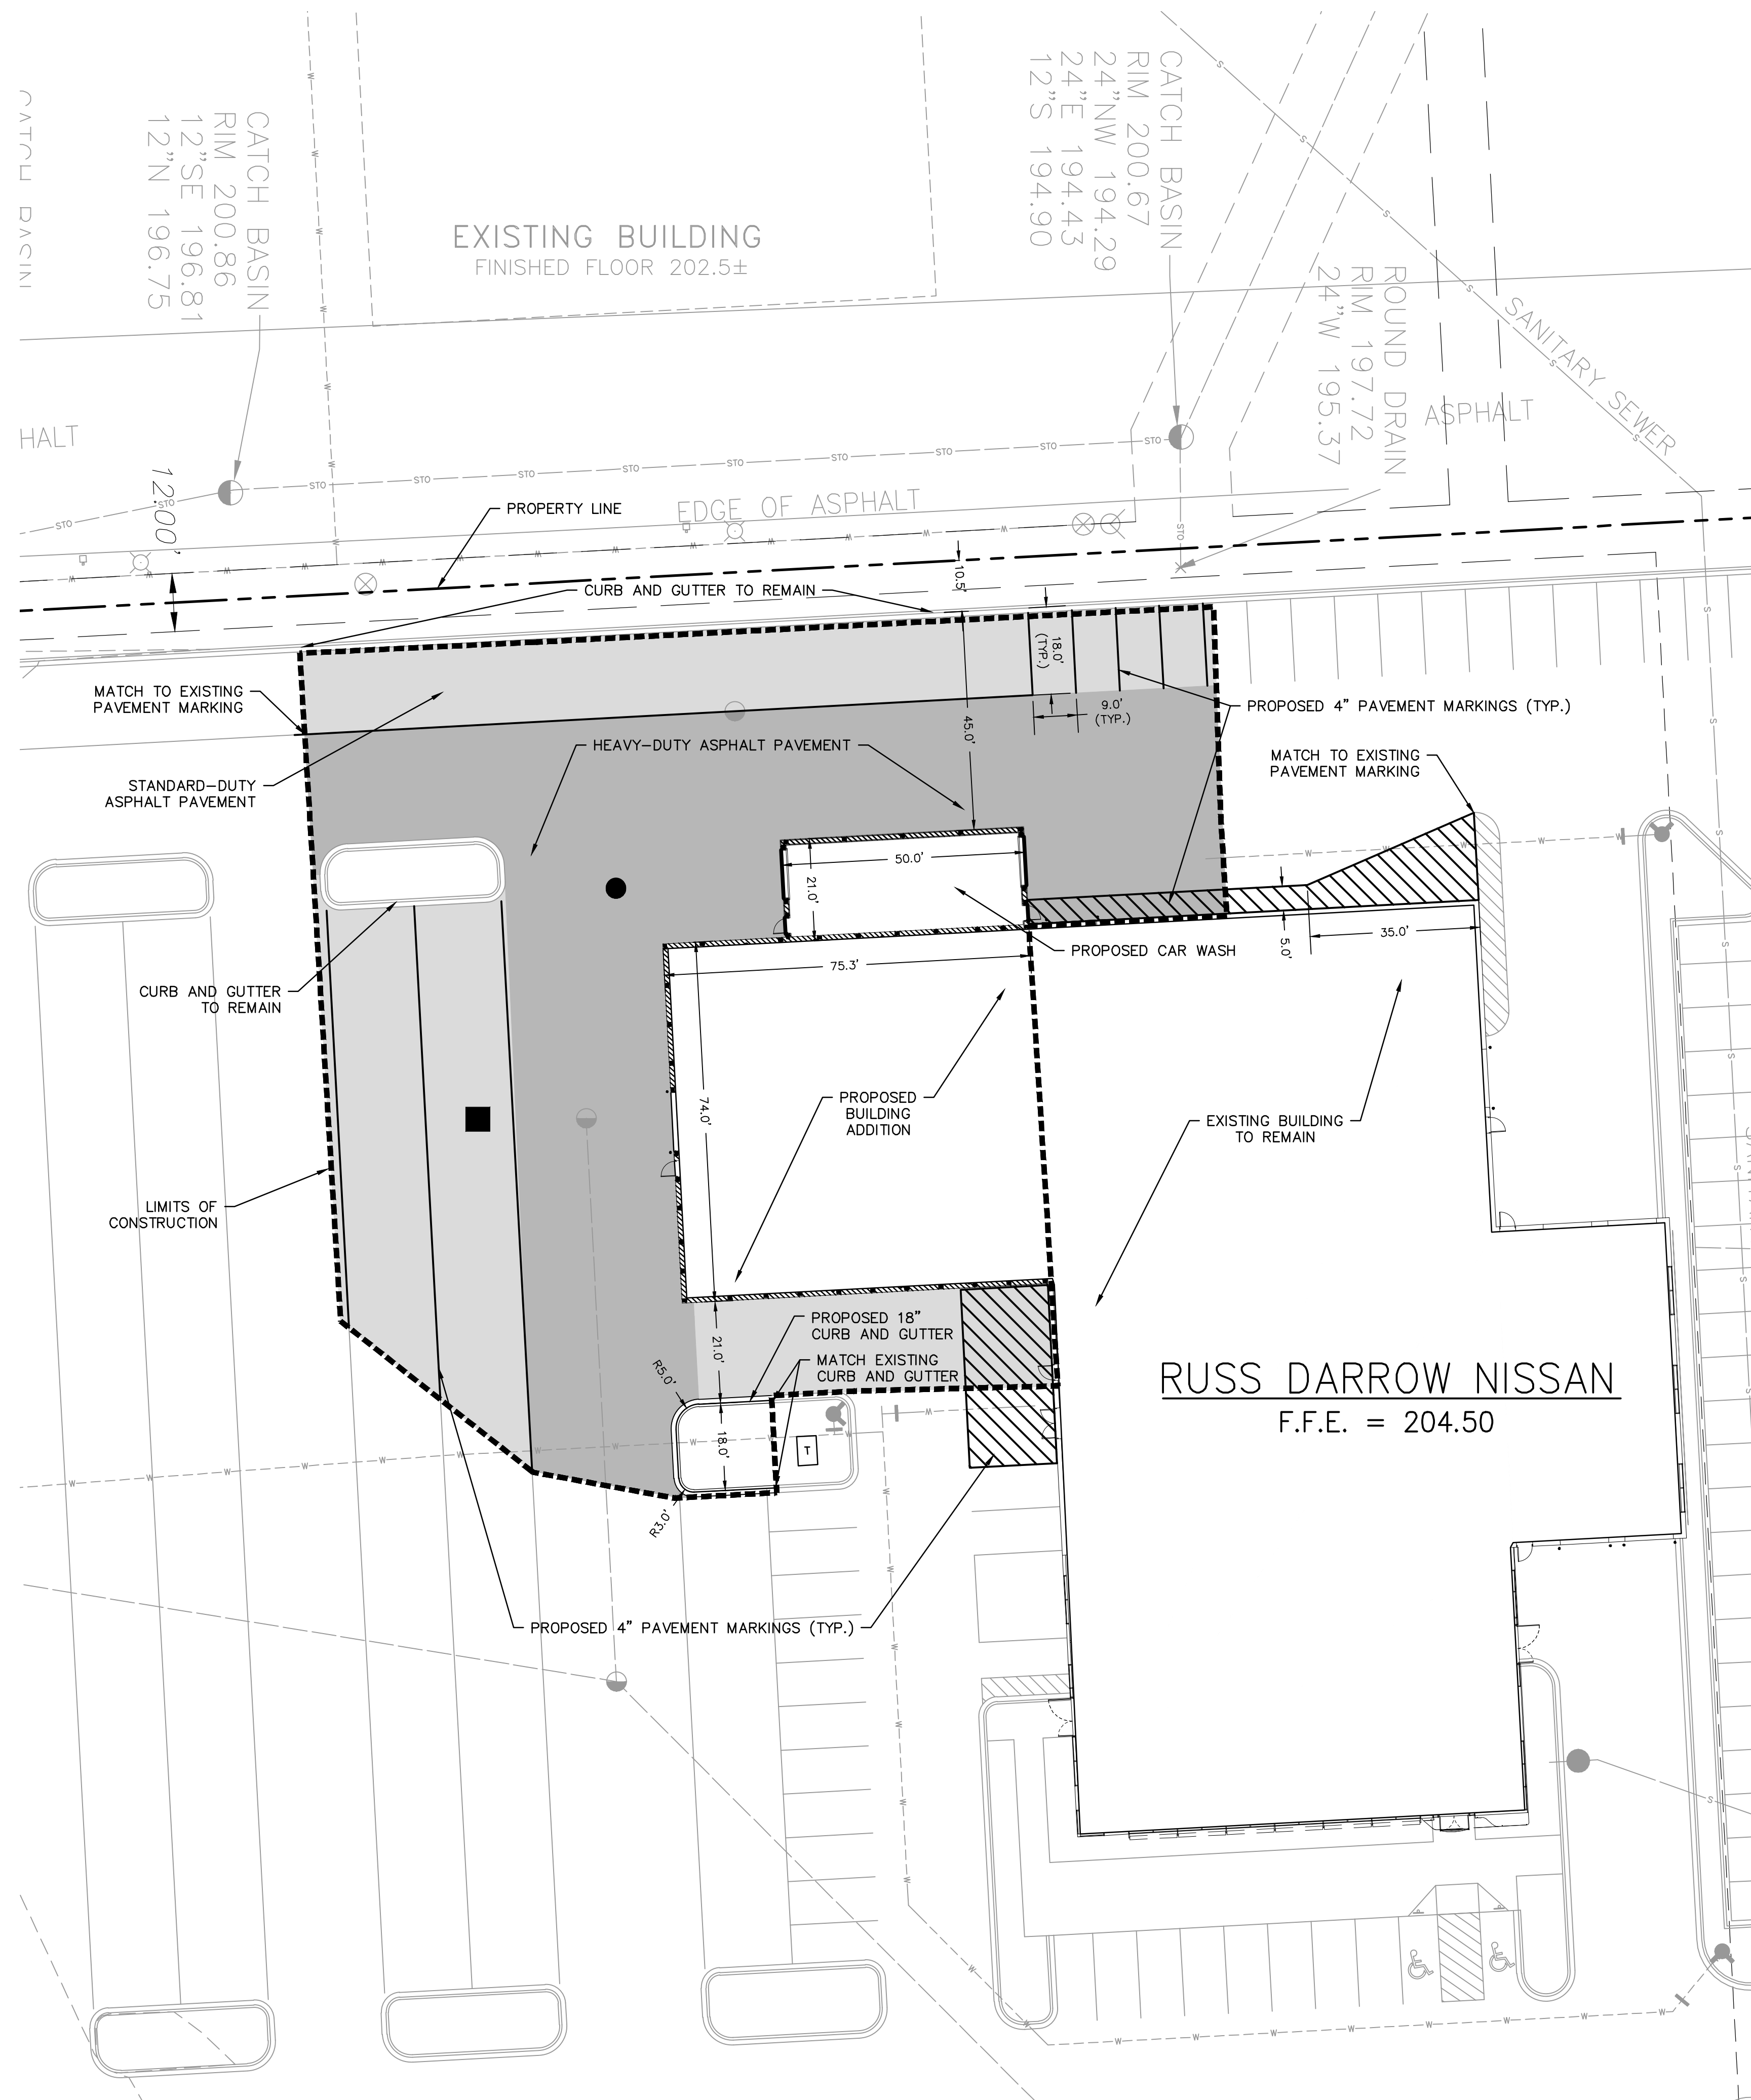 CATCH BASIN
CATCH BASIN
RIM 200.86
12"SE 196.81
12"N 196.75
EXISTING BUILDING
FINISHED FLOOR 202.5±
CATCH BASIN
RIM 200.67
24"NW 194.29
24"E 194.43
12"S 194.90
ROUND DRAIN
RIM 197.72
24"W 195.37
SANITARY SEWER
ASPHALT
HALT
12.00'
PROPERTY LINE
EDGE OF ASPHALT
10.5'
CURB AND GUTTER TO REMAIN
18.0'
(TYP.)
9.0'
(TYP.)
45.0'
MATCH TO EXISTING
PAVEMENT MARKING
PROPOSED 4" PAVEMENT MARKINGS (TYP.)
HEAVY-DUTY ASPHALT PAVEMENT
MATCH TO EXISTING
PAVEMENT MARKING
STANDARD-DUTY
ASPHALT PAVEMENT
50.0'
21.0'
PROPOSED CAR WASH
5.0'
35.0'
75.3'
CURB AND GUTTER
TO REMAIN
74.0'
PROPOSED
BUILDING
ADDITION
EXISTING BUILDING
TO REMAIN
LIMITS OF
CONSTRUCTION
PROPOSED 18"
CURB AND GUTTER
21.0'
MATCH EXISTING
CURB AND GUTTER
R5.0'
RUSS DARROW NISSAN
F.F.E. = 204.50
18.0'
T
R3.0'
PROPOSED 4" PAVEMENT MARKINGS (TYP.)